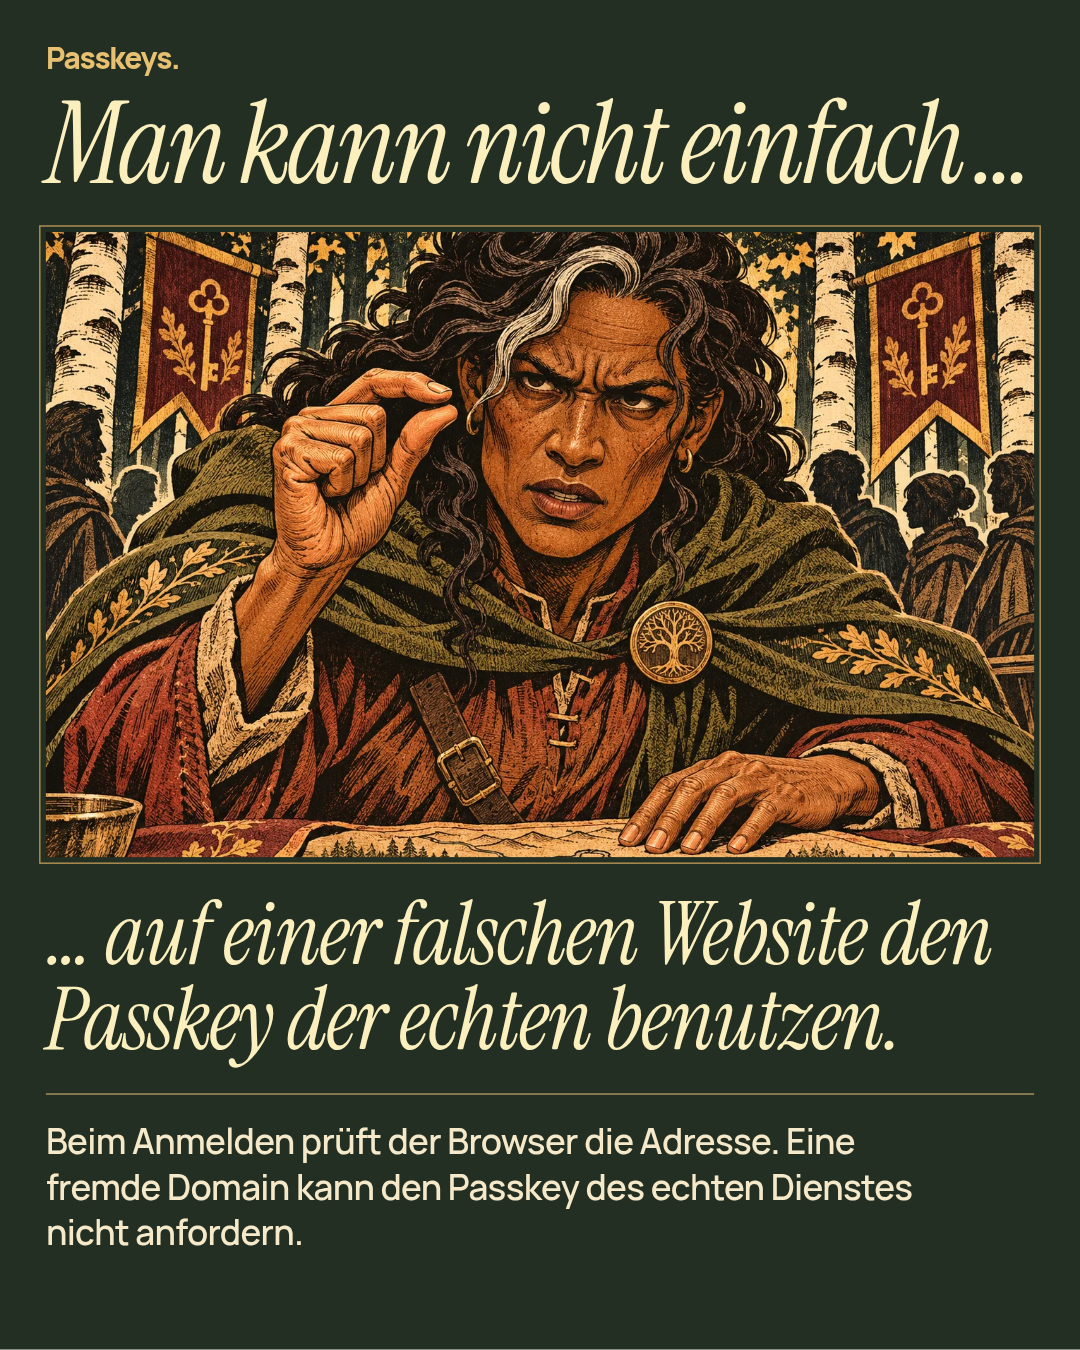 Passkeys.
Man kann nicht einfach...
... auf einer falschen Website den
Passkey der echten benutzen.
Beim Anmelden prüft der Browser die Adresse. Eine
fremde Domain kann den Passkey des echten Dienstes
nicht anfordern.